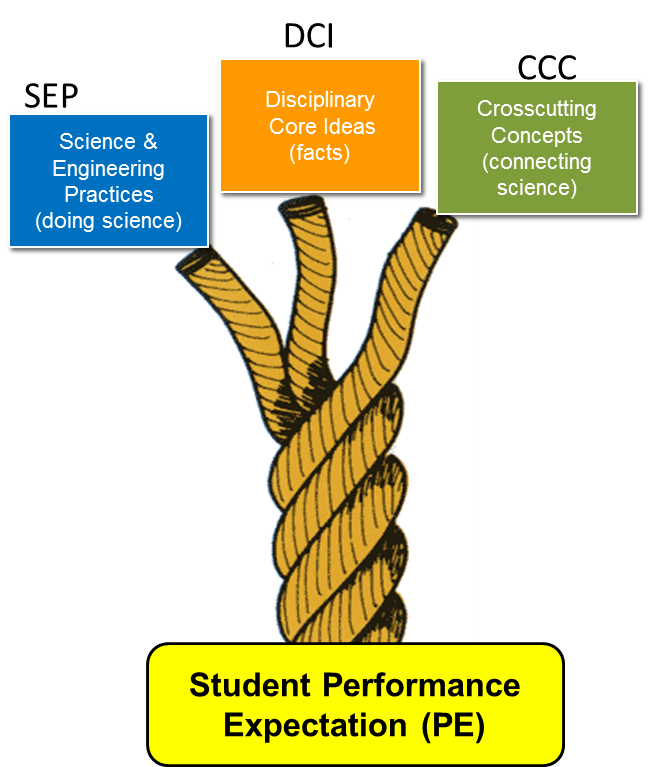 SEP
Science &
Engineering
Practices
(doing science)
DCI
Disciplinary
Core Ideas
(facts)
CCC
Crosscutting
Concepts
(connecting
science)
Student Performance
Expectation (PE)